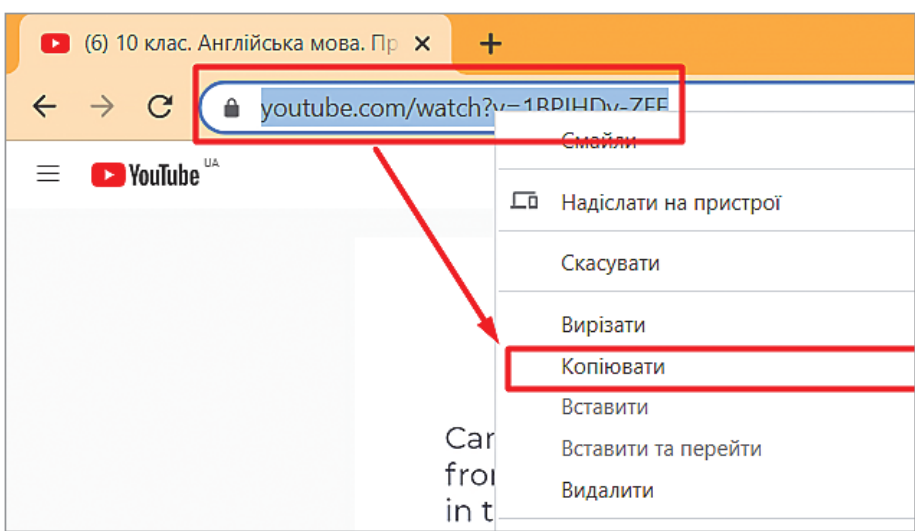 (6) 10 клас. Англійська мова. Пр
youtube.com/watch?v=1
YouTube UA
Смайли
Надіслати на пристрої
Скасувати
Вирізати
Копіювати
Вставити
Вставити та перейти
Видалити
Car
from
in t